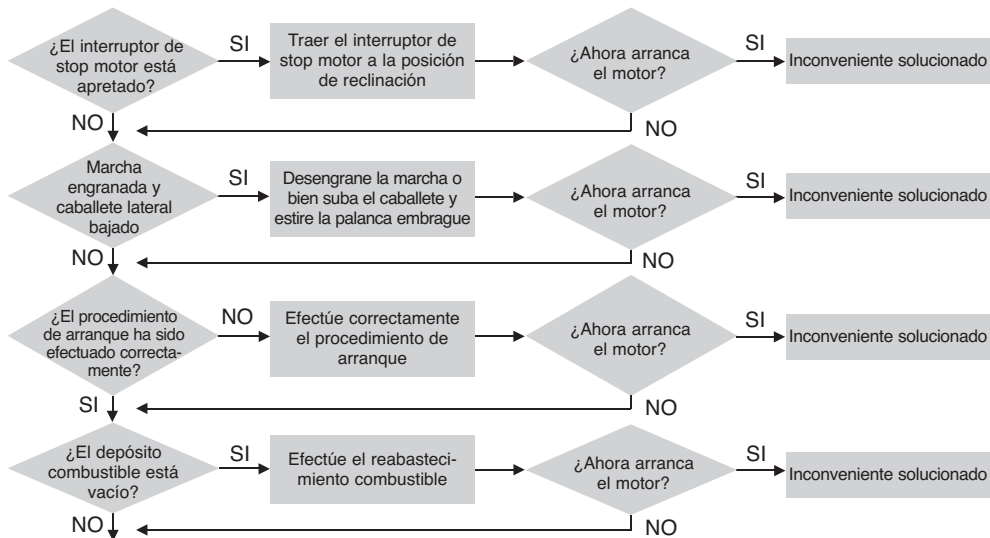 ¿El interruptor de
stop motor está
apretado?
SI
Traer el interruptor de
stop motor a la posición
de reclinación
¿Ahora arranca
el motor?
SI
Inconveniente solucionado
NO
NO
Marcha
engranada y
caballete lateral
bajado
SI
Desengrane la marcha o
bien suba el caballete y
estire la palanca embrague
¿Ahora arranca
el motor?
SI
Inconveniente solucionado
NO
NO
¿El procedimiento
de arranque ha sido
efectuado correcta-
mente?
NO
Efectúe correctamente
el procedimiento de
arranque
¿Ahora arranca
el motor?
SI
Inconveniente solucionado
SI
NO
¿El depósito
combustible está
vacío?
SI
Efectúe el reabasteci-
miento combustible
¿Ahora arranca
el motor?
SI
Inconveniente solucionado
NO
NO